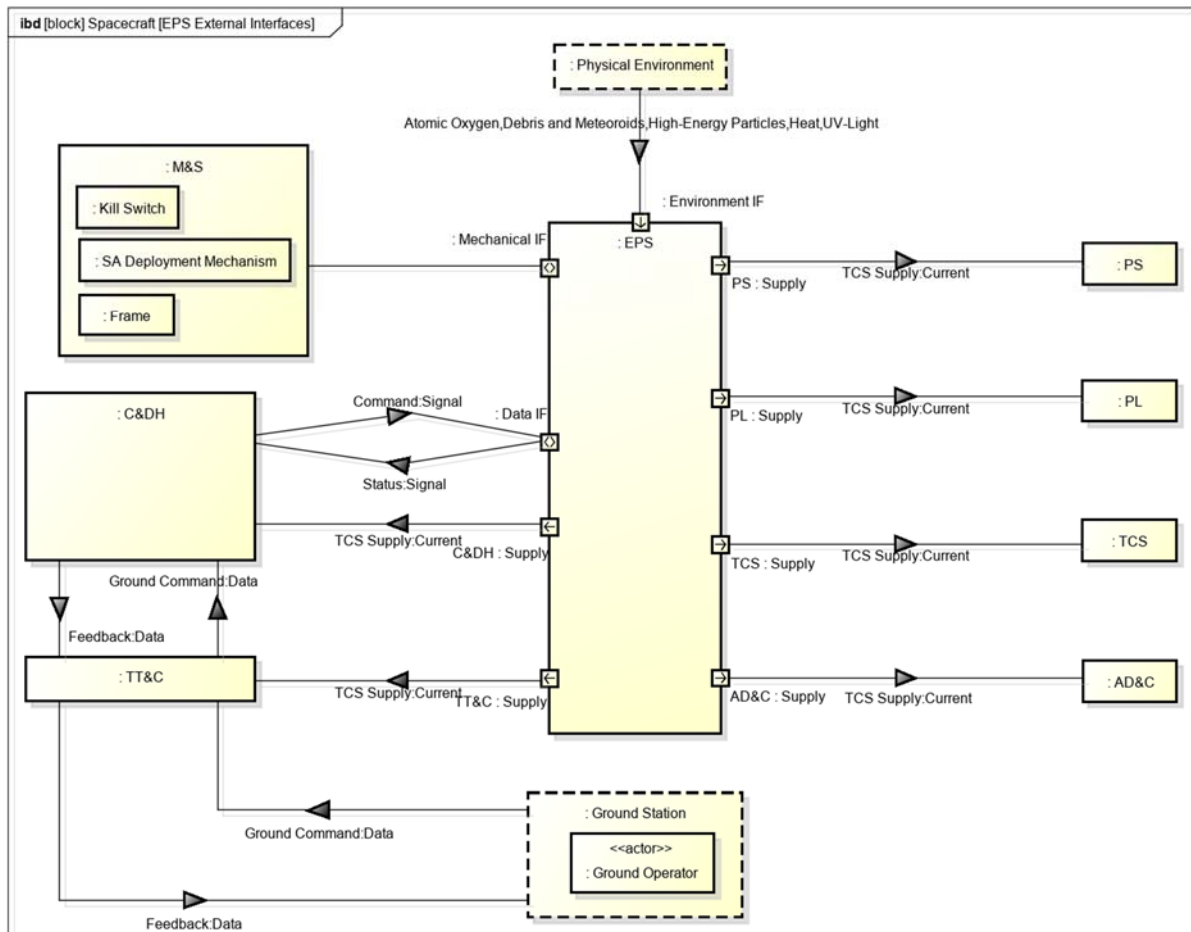 ibd [block] Spacecraft [EPS External Interfaces]
: Physical Environment
Atomic Oxygen,Debris and Meteoroids,High-Energy Particles,Heat,UV-Light
: M&S
: Kill Switch
: SA Deployment Mechanism
: Frame
: Environment IF
: Mechanical IF
: EPS
: PS
TCS Supply:Current
PS : Supply
: C&DH
Command:Signal
: Data IF
Status:Signal
: PL
TCS Supply:Current
PL : Supply
TCS Supply:Current
C&DH : Supply
: TCS
TCS Supply:Current
TCS : Supply
Ground Command:Data
Feedback:Data
: TT&C
TCS Supply:Current
TT&C : Supply
AD&C : Supply
TCS Supply:Current
: AD&C
: Ground Station
<<actor>>
: Ground Operator
Ground Command:Data
Feedback:Data